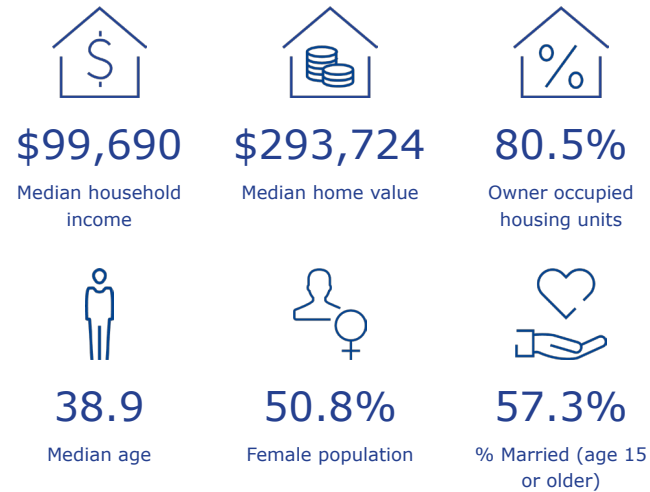 $
%
$99,690
$293,724
80.5%
Median household
income
Median home value
Owner occupied
housing units
38.9
50.8%
57.3%
Median age
Female population
% Married (age 15
or older)